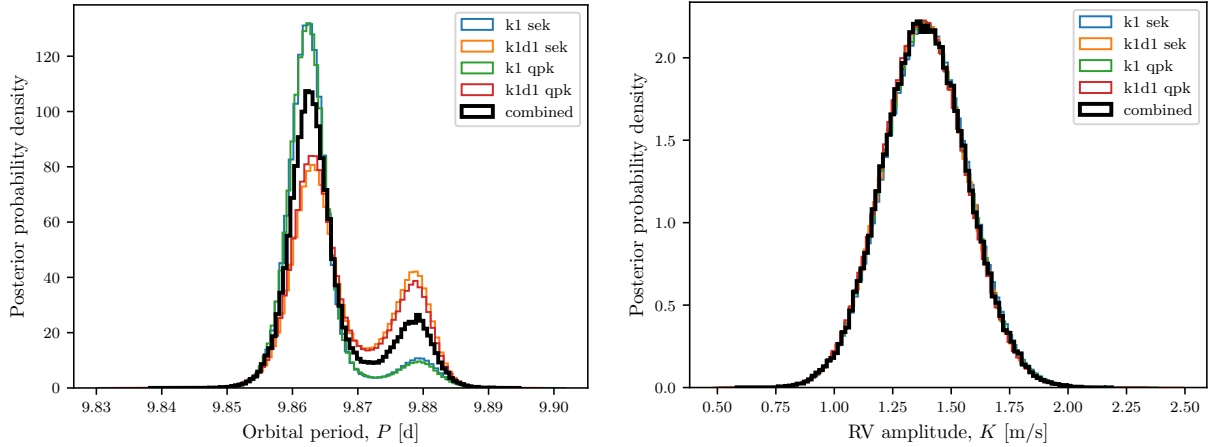 k1 sek
k1d1 sek
k1 qpk
k1d1 qpk
combined
120
100
80
60
40
20
0
Posterior probability density
9.83 9.84 9.85 9.86 9.87 9.88 9.89 9.90
Orbital period, P [d]
k1 sek
k1d1 sek
k1 qpk
k1d1 qpk
combined
2.0
1.5
1.0
0.5
0.0
Posterior probability density
0.50 0.75 1.00 1.25 1.50 1.75 2.00 2.25 2.50
RV amplitude, K [m/s]